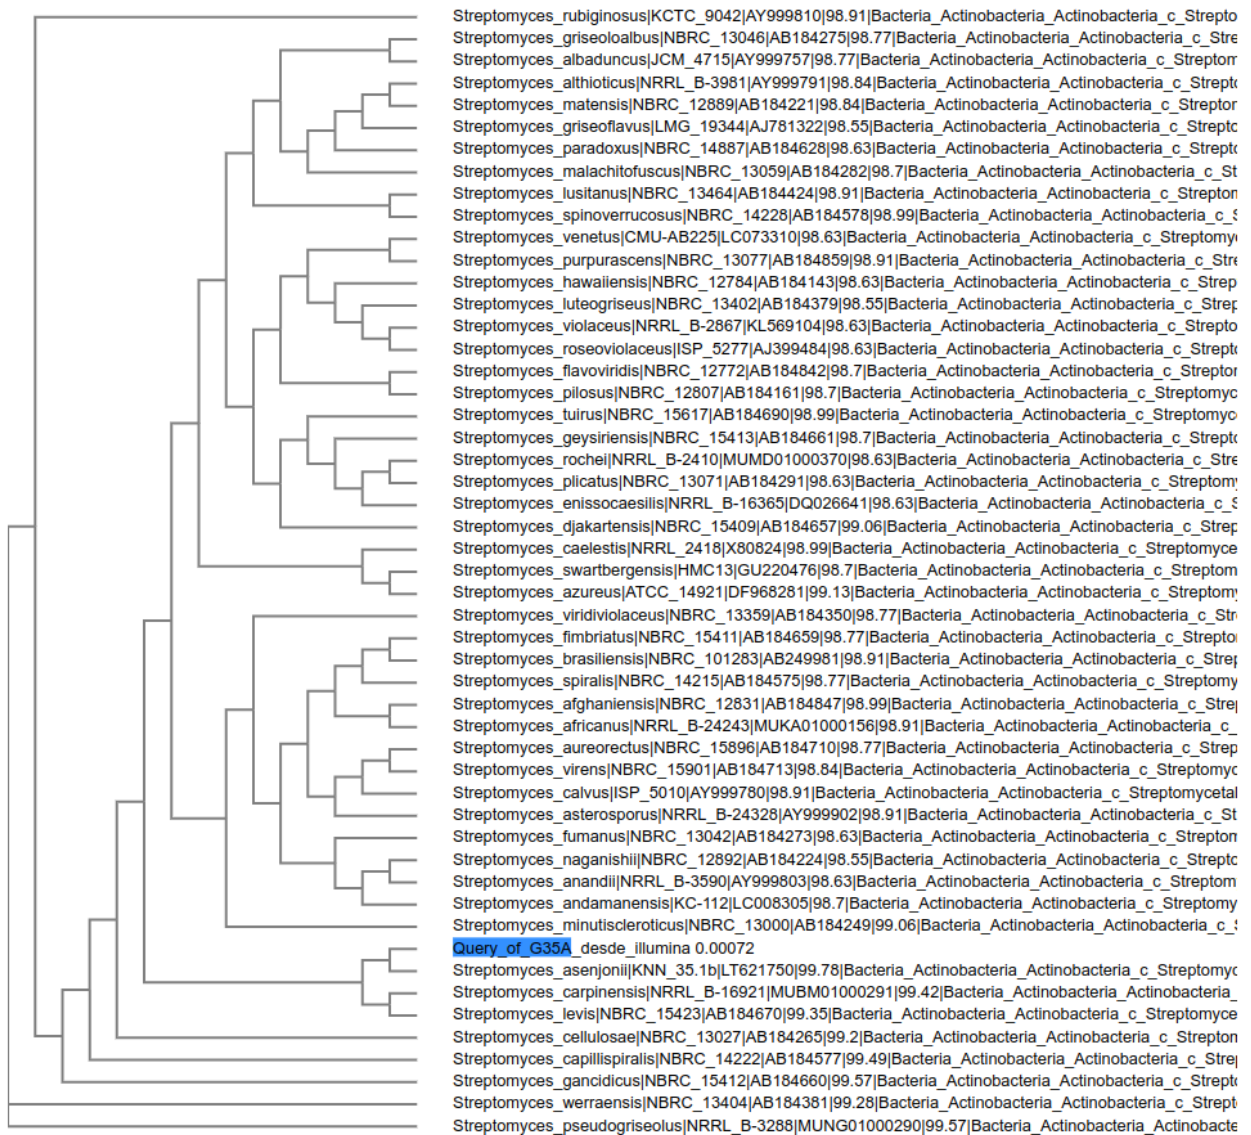 Streptomyces_rubiginosus|KCTC_9042|AY999810|98.91|Bacteria_Actinobacteria_Actinobacteria_c_Strepto
Streptomyces_griseoloalbus|NBRC_13046|AB184275|98.77|Bacteria_Actinobacteria_Actinobacteria_c_Stre
Streptomyces_albaduncus|JCM_4715|AY999757|98.77|Bacteria_Actinobacteria_Actinobacteria_c_Streptom
Streptomyces_althioticus|NRRL_B-3981|AY999791|98.84|Bacteria_Actinobacteria_Actinobacteria_c_Strepto
Streptomyces_matensis|NBRC_12889|AB184221|98.84|Bacteria_Actinobacteria_Actinobacteria_c_Strepton
Streptomyces_griseoflavus|LMG_19344|AJ781322|98.55|Bacteria_Actinobacteria_Actinobacteria_c_Strepto
Streptomyces_paradoxus|NBRC_14887|AB184628|98.63|Bacteria_Actinobacteria_Actinobacteria_c_Strepto
Streptomyces_malachitofuscus|NBRC_13059|AB184282|98.7|Bacteria_Actinobacteria_Actinobacteria_c_St
Streptomyces_lusitanus|NBRC_13464|AB184424|98.91|Bacteria_Actinobacteria_Actinobacteria_c_Strepton
Streptomyces_spinoverrucosus|NBRC_14228|AB184578|98.99|Bacteria_Actinobacteria_Actinobacteria_c_S
Streptomyces_venetus|CMU-AB225|LC073310|98.63|Bacteria_Actinobacteria_Actinobacteria_c_Streptomy
Streptomyces_purpurascens|NBRC_13077|AB184859|98.91|Bacteria_Actinobacteria_Actinobacteria_c_Stre
Streptomyces_hawaiiensis|NBRC_12784|AB184143|98.63|Bacteria_Actinobacteria_Actinobacteria_c_Strep
Streptomyces_luteogriseus|NBRC_13402|AB184379|98.55|Bacteria_Actinobacteria_Actinobacteria_c_Strep
Streptomyces_violaceus|NRRL_B-2867|KL569104|98.63|Bacteria_Actinobacteria_Actinobacteria_c_Strepto
Streptomyces_roseoviolaceus|ISP_5277|AJ399484|98.63|Bacteria_Actinobacteria_Actinobacteria_c_Strepto
Streptomyces_flavoviridis|NBRC_12772|AB184842|98.7|Bacteria_Actinobacteria_Actinobacteria_c_Streptor
Streptomyces_pilosus|NBRC_12807|AB184161|98.7|Bacteria_Actinobacteria_Actinobacteria_c_Streptomyc
Streptomyces_tuirus|NBRC_15617|AB184690|98.99|Bacteria_Actinobacteria_Actinobacteria_c_Streptomyce
Streptomyces_geysiriensis|NBRC_15413|AB184661|98.7|Bacteria_Actinobacteria_Actinobacteria_c_Strepto
Streptomyces_rochei|NRRL_B-2410|MUMD01000370|98.63|Bacteria_Actinobacteria_Actinobacteria_c_Stre
Streptomyces_plicatus|NBRC_13071|AB184291|98.63|Bacteria_Actinobacteria_Actinobacteria_c_Streptomy
Streptomyces_enissocaesilis|NRRL_B-16365|DQ026641|98.63|Bacteria_Actinobacteria_Actinobacteria_c_S
Streptomyces_djakartensis|NBRC_15409|AB184657|99.06|Bacteria_Actinobacteria_Actinobacteria_c_Strep
Streptomyces_caelestis|NRRL_2418|X80824|98.99|Bacteria_Actinobacteria_Actinobacteria_c_Streptomyce
Streptomyces_swartbergensis|HMC13|GU220476|98.7|Bacteria_Actinobacteria_Actinobacteria_c_Streptom
Streptomyces_azureus|ATCC_14921|DF968281|99.13|Bacteria_Actinobacteria_Actinobacteria_c_Streptomy
Streptomyces_viridiviolaceus|NBRC_13359|AB184350|98.77|Bacteria_Actinobacteria_Actinobacteria_c_Str
Streptomyces_fimbriatus|NBRC_15411|AB184659|98.77|Bacteria_Actinobacteria_Actinobacteria_c_Strepto
Streptomyces_brasiliensis|NBRC_101283|AB249981|98.91|Bacteria_Actinobacteria_Actinobacteria_c_Strep
Streptomyces_spiralis|NBRC_14215|AB184575|98.77|Bacteria_Actinobacteria_Actinobacteria_c_Streptomy
Streptomyces_afghaniensis|NBRC_12831|AB184847|98.99|Bacteria_Actinobacteria_Actinobacteria_c_Strep
Streptomyces_africanus|NRRL_B-24243|MUKA01000156|98.91|Bacteria_Actinobacteria_Actinobacteria_c_
Streptomyces_aureorectus|NBRC_15896|AB184710|98.77|Bacteria_Actinobacteria_Actinobacteria_c_Strep
Streptomyces_virens|NBRC_15901|AB184713|98.84|Bacteria_Actinobacteria_Actinobacteria_c_Streptomyc
Streptomyces_calvus|ISP_5010|AY999780|98.91|Bacteria_Actinobacteria_Actinobacteria_c_Streptomycetal
Streptomyces_asterosporus|NRRL_B-24328|AY999902|98.91|Bacteria_Actinobacteria_Actinobacteria_c_St
Streptomyces_fumanus|NBRC_13042|AB184273|98.63|Bacteria_Actinobacteria_Actinobacteria_c_Strepton
Streptomyces_naganishii|NBRC_12892|AB184224|98.55|Bacteria_Actinobacteria_Actinobacteria_c_Strepto
Streptomyces_anandii|NRRL_B-3590|AY999803|98.63|Bacteria_Actinobacteria_Actinobacteria_c_Streptom
Streptomyces_andamanensis|KC-112|LC008305|98.7|Bacteria_Actinobacteria_Actinobacteria_c_Streptomy
Streptomyces_minutiscleroticus|NBRC_13000|AB184249|99.06|Bacteria_Actinobacteria_Actinobacteria_c_S
Query_of_G35A_desde_illumina 0.00072
Streptomyces_asenjonii|KNN_35.1b|LT621750|99.78|Bacteria_Actinobacteria_Actinobacteria_c_Streptomyc
Streptomyces_carpinensis|NRRL_B-16921|MUBM01000291|99.42|Bacteria_Actinobacteria_Actinobacteria_
Streptomyces_levis|NBRC_15423|AB184670|99.35|Bacteria_Actinobacteria_Actinobacteria_c_Streptomyce
Streptomyces_cellulosae|NBRC_13027|AB184265|99.2|Bacteria_Actinobacteria_Actinobacteria_c_Strepton
Streptomyces_capillispiralis|NBRC_14222|AB184577|99.49|Bacteria_Actinobacteria_Actinobacteria_c_Strep
Streptomyces_gancidicus|NBRC_15412|AB184660|99.57|Bacteria_Actinobacteria_Actinobacteria_c_Strepto
Streptomyces_werraensis|NBRC_13404|AB184381|99.28|Bacteria_Actinobacteria_Actinobacteria_c_Strepto
Streptomyces_pseudogriseolus|NRRL_B-3288|MUNG01000290|99.57|Bacteria_Actinobacteria_Actinobacte